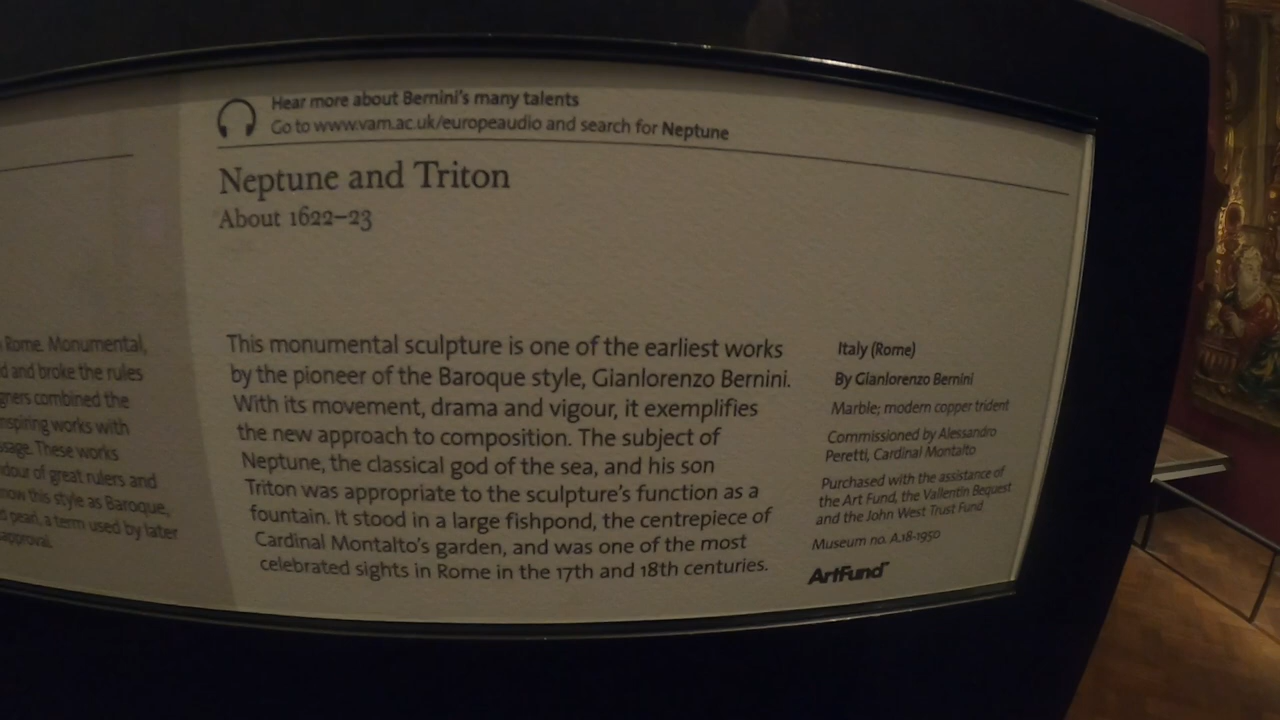 Hear more about Bernini's many talents
Go to www.vam.ac.uk/europeaudio and search for Neptune
Neptune and Triton
About 1622–23
Rome. Monumental,
and broke the rules
combined the
works with
These works
of great rulers and
this style as Baroque,
pearl, a term used by later
approval.
This monumental sculpture is one of the earliest works
by the pioneer of the Baroque style, Gianlorenzo Bernini.
With its movement, drama and vigour, it exemplifies
the new approach to composition. The subject of
Neptune, the classical god of the sea, and his son
Triton was appropriate to the sculpture's function as a
fountain. It stood in a large fishpond, the centrepiece of
Cardinal Montalto's garden, and was one of the most
celebrated sights in Rome in the 17th and 18th centuries.
Italy (Rome)
By Gianlorenzo Bernini
Marble; modern copper trident
Commissioned by Alessandro
Peretti, Cardinal Montalto
Purchased with the assistance of
the Art Fund, the Vallentin Bequest
and the John West Trust Fund
Museum no. A.18-1950
ArtFund